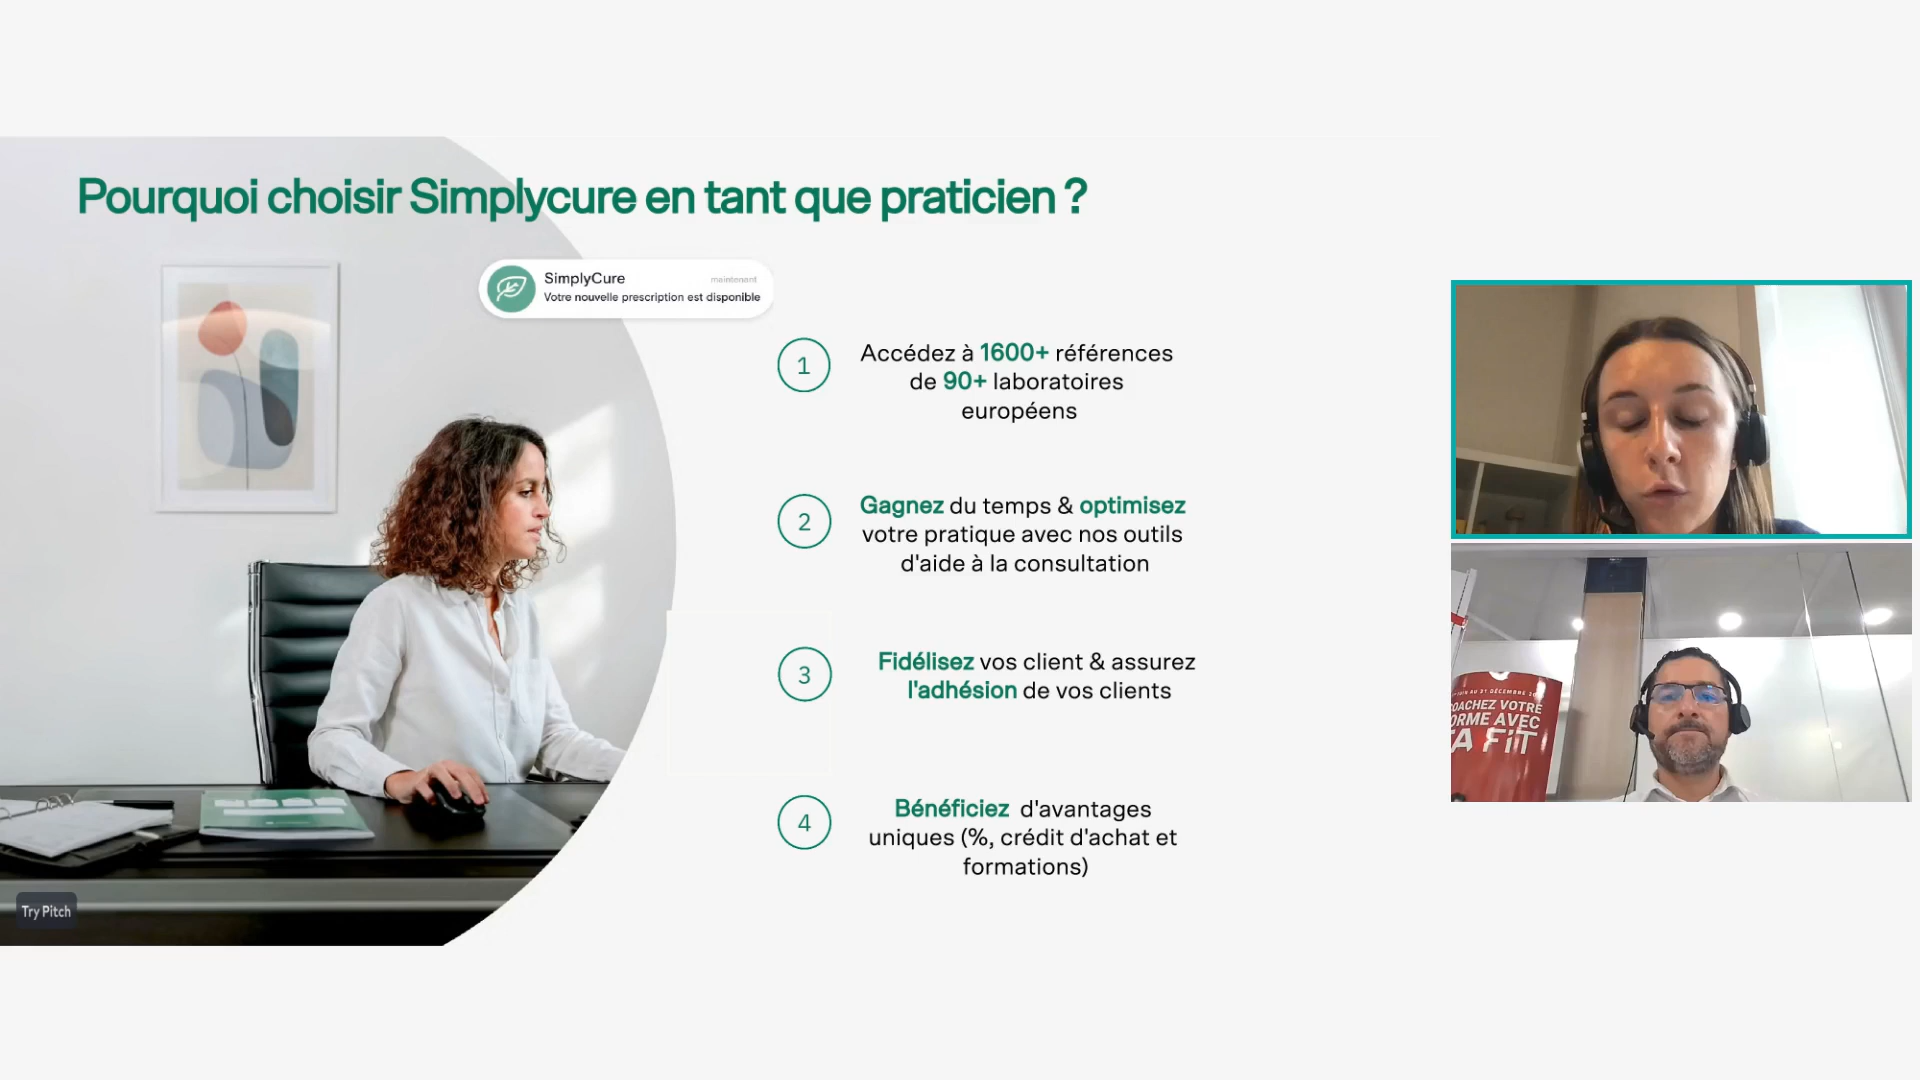 Pourquoi choisir Simplycure en tant que praticien ?
SimplyCure
maintenant
Votre nouvelle prescription est disponible
1
Accédez à 1600+ références
de 90+ laboratoires
européens
2
Gagnez du temps & optimisez
votre pratique avec nos outils
d'aide à la consultation
3
Fidélisez vos client & assurez
l'adhésion de vos clients
4
Bénéficiez d'avantages
uniques (%, crédit d'achat et
formations)
Try Pitch
AU 31 DÉCEMBRE
VOTRE
AVEC
FIT